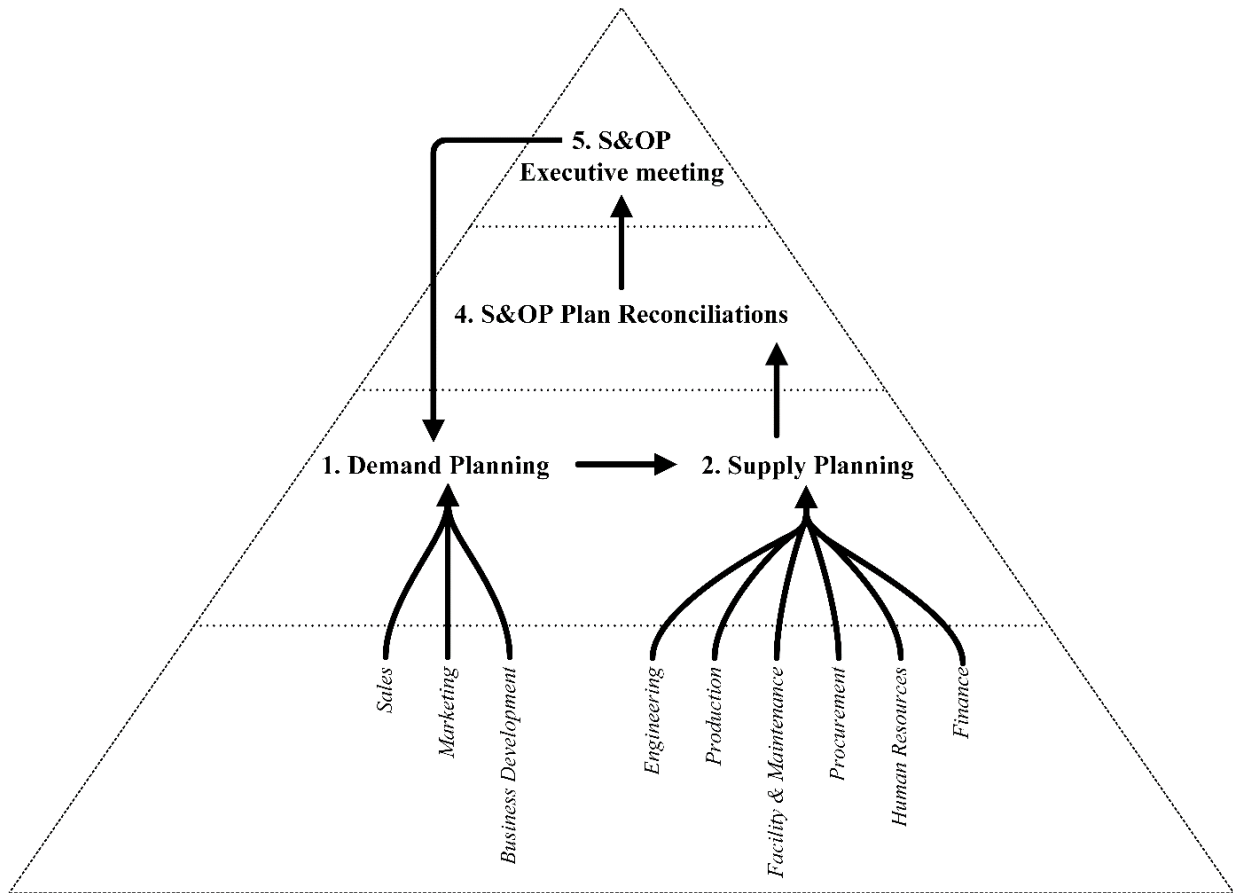 5. S&OP
Executive meeting
4. S&OP Plan Reconciliations
1. Demand Planning
2. Supply Planning
Sales
Marketing
Business Development
Engineering
Production
Facility & Maintenance
Procurement
Human Resources
Finance